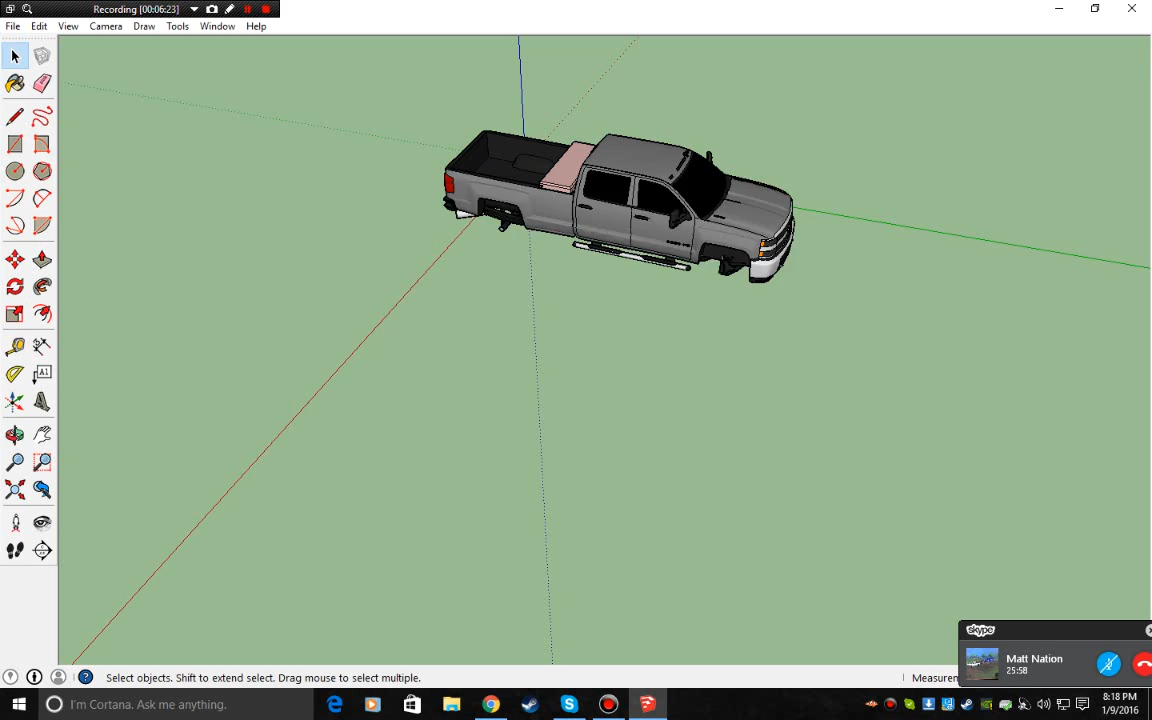 Recording [00:06:23]
File Edit View Camera Draw Tools Window Help
A1
skype
Matt Nation
25:58
Select objects. Shift to extend select. Drag mouse to select multiple.
Measurem
I'm Cortana. Ask me anything.
8:18 PM
1/9/2016